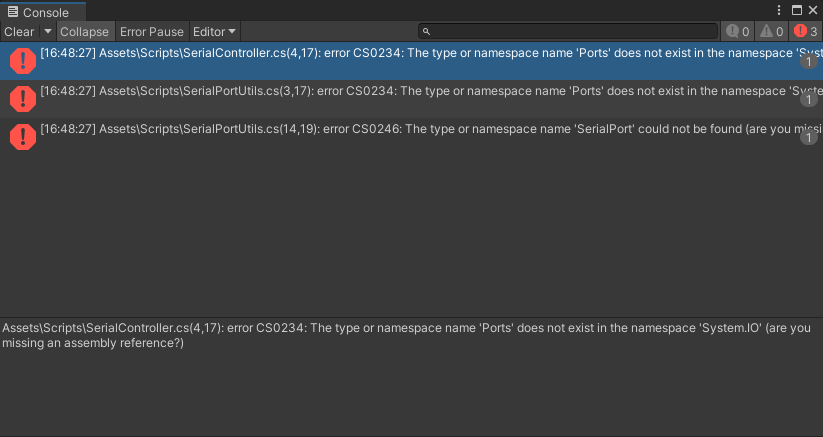 Console
Clear Collapse Error Pause Editor 0 0 3
[16:48:27] Assets\Scripts\SerialController.cs(4,17): error CS0234: The type or namespace name 'Ports' does not exist in the namespace 'Syst
1
[16:48:27] Assets\Scripts\SerialPortUtils.cs(3,17): error CS0234: The type or namespace name 'Ports' does not exist in the namespace 'Syste
1
[16:48:27] Assets\Scripts\SerialPortUtils.cs(14,19): error CS0246: The type or namespace name 'SerialPort' could not be found (are you missi
1
Assets\Scripts\SerialController.cs(4,17): error CS0234: The type or namespace name 'Ports' does not exist in the namespace 'System.IO' (are you
missing an assembly reference?)